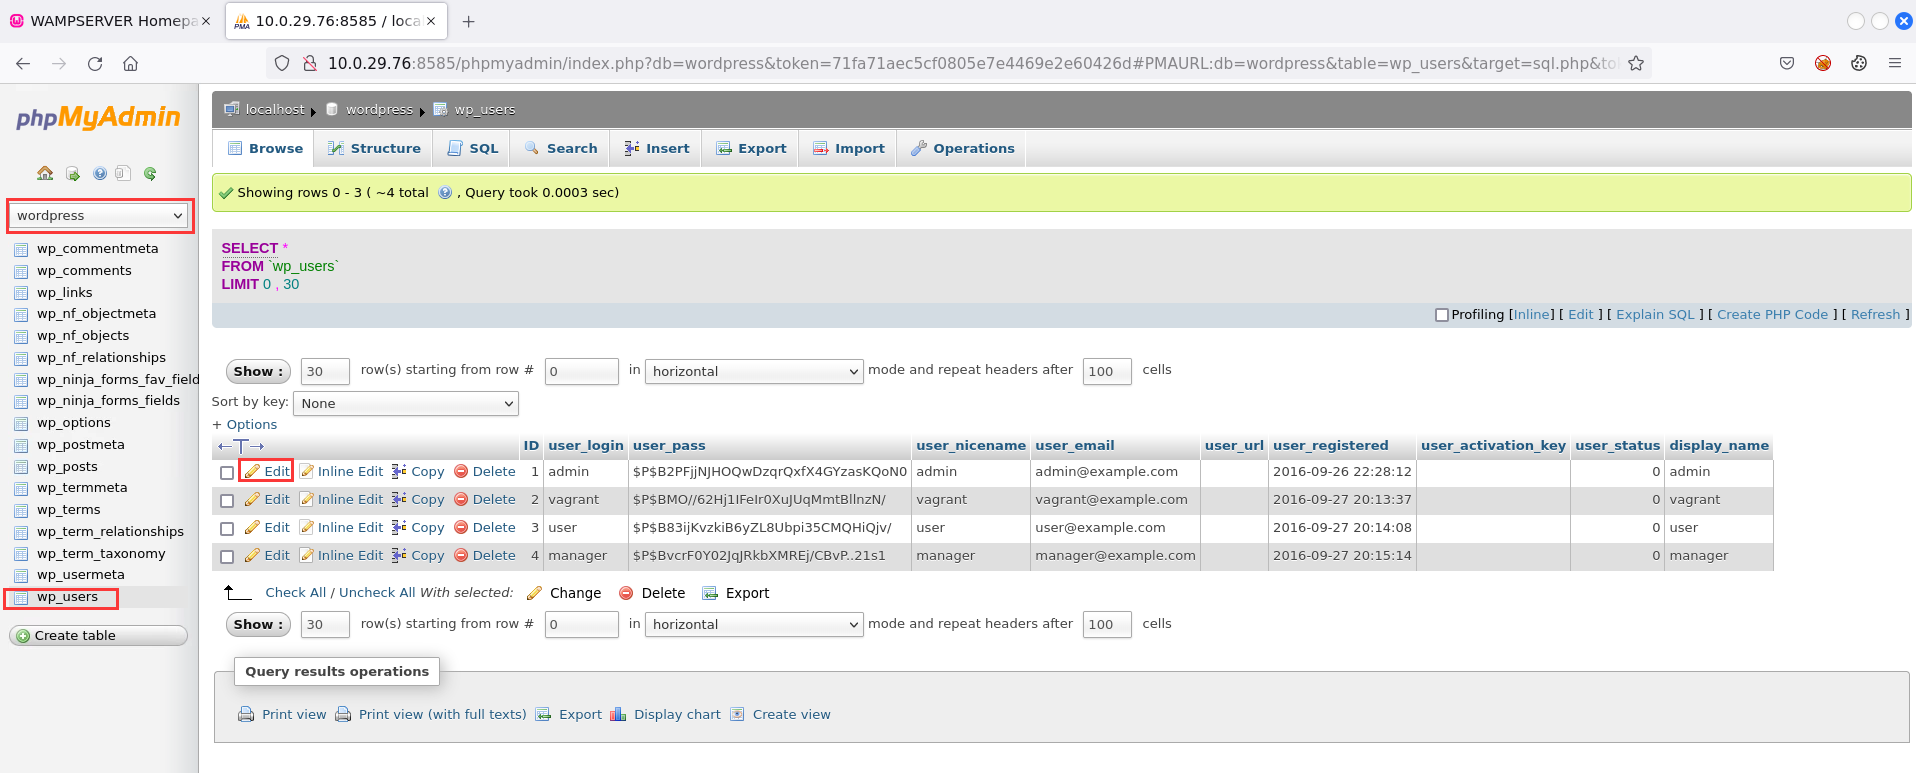 WAMPSERVER Homepa
10.0.29.76:8585 / loca
10.0.29.76:8585/phpmyadmin/index.php?db=wordpress&token=71fa71aec5cf0805e7e4469e2e60426d#PMAURL:db=wordpress&table=wp_users&target=sql.php&to
phpMyAdmin
wordpress
wp_commentmeta
wp_comments
wp_links
wp_nf_objectmeta
wp_nf_objects
wp_nf_relationships
wp_ninja_forms_fav_field
wp_ninja_forms_fields
wp_options
wp_postmeta
wp_posts
wp_termmeta
wp_terms
wp_term_relationships
wp_term_taxonomy
wp_usermeta
wp_users
Create table
localhost wordpress wp_users
Browse Structure SQL Search Insert Export Import Operations
Showing rows 0 - 3 ( ~4 total , Query took 0.0003 sec)
SELECT *
FROM `wp_users`
LIMIT 0 , 30
Profiling [Inline] [ Edit ] [ Explain SQL ] [ Create PHP Code ] [ Refresh ]
Show : 30 row(s) starting from row # 0 in horizontal mode and repeat headers after 100 cells
Sort by key: None
+ Options
ID user_login user_pass user_nicename user_email user_url user_registered user_activation_key user_status display_name
Edit Inline Edit Copy Delete 1 admin $P$B2PFjjNJHOQwDzqrQxfX4GYzasKQoN0 admin admin@example.com 2016-09-26 22:28:12 0 admin
Edit Inline Edit Copy Delete 2 vagrant $P$BMO//62Hj1IFeIr0XuJUqMmtBllnzN/ vagrant vagrant@example.com 2016-09-27 20:13:37 0 vagrant
Edit Inline Edit Copy Delete 3 user $P$B83ijKvzkiB6yZL8Ubpi35CMQHiQjv/ user user@example.com 2016-09-27 20:14:08 0 user
Edit Inline Edit Copy Delete 4 manager $P$BvcrF0Y02JqJRkbXMREj/CBvP..21s1 manager manager@example.com 2016-09-27 20:15:14 0 manager
Check All / Uncheck All With selected: Change Delete Export
Show : 30 row(s) starting from row # 0 in horizontal mode and repeat headers after 100 cells
Query results operations
Print view Print view (with full texts) Export Display chart Create view